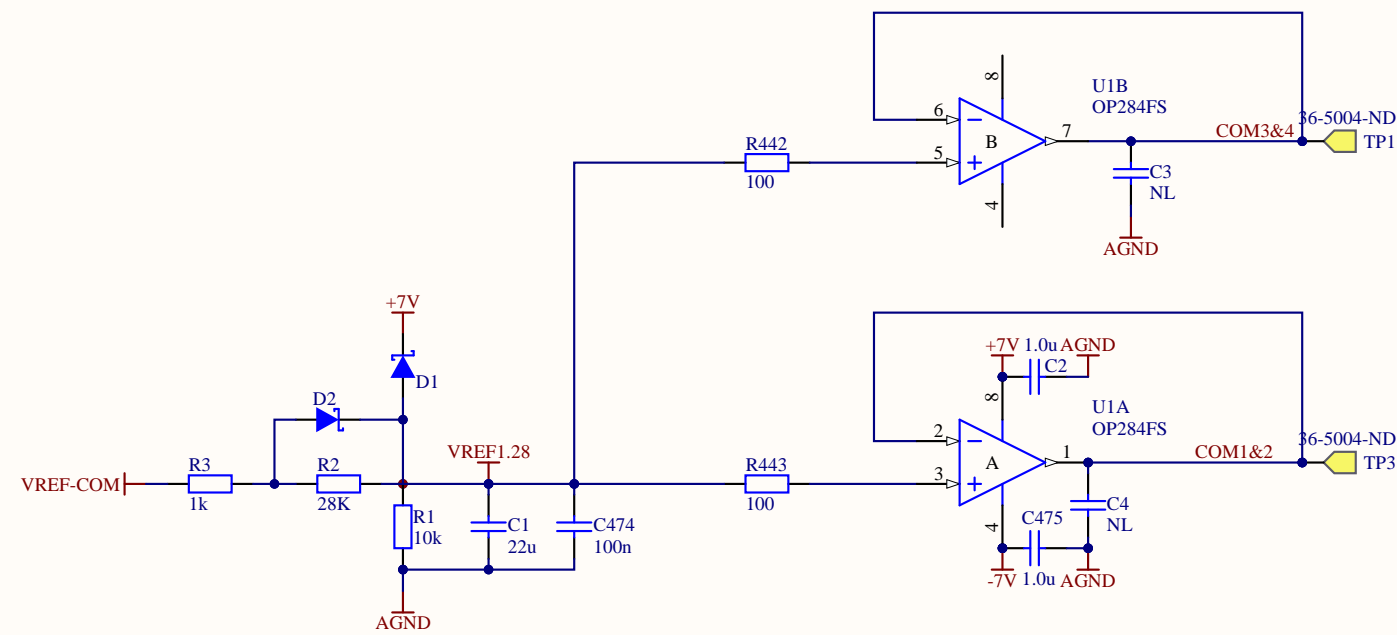 8
U1B
OP284FS
6
B
7
5
4
COM3&4
36-5004-ND
TP1
R442
100
C3
NL
AGND
+7V
D1
D2
+7V
1.0u
AGND
C2
8
U1A
OP284FS
2
A
1
3
4
COM1&2
36-5004-ND
TP3
VREF1.28
VREF-COM
R3
1k
R2
28K
R443
100
R1
10k
C1
22u
C474
100n
C475
C4
NL
-7V
1.0u
AGND
AGND